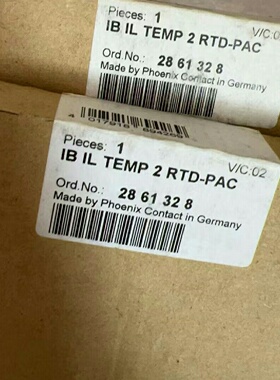 Pieces: 1
V/C:02
IB IL TEMP 2 RTD-PAC
Ord.No.: 28 61 32 8
Made by Phoenix Contact in Germany
Pieces: 1
V/C:02
IB IL TEMP 2 RTD-PAC
Ord.No.: 28 61 32 8
Made by Phoenix Contact in Germany